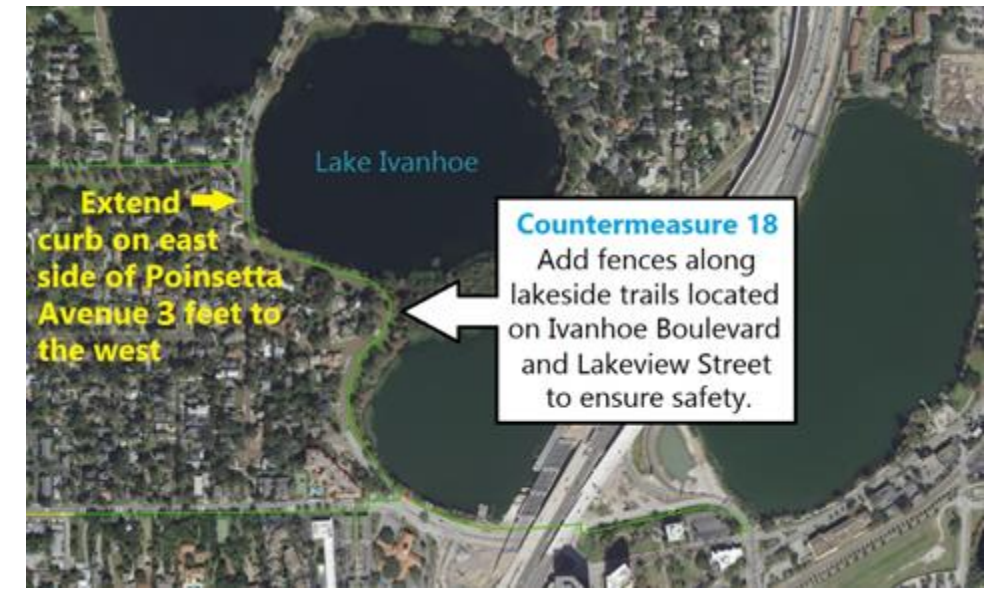 Lake Ivanhoe
Extend
curb on east
side of Poinsetta
Avenue 3 feet to
the west
Countermeasure 18
Add fences along
lakeside trails located
on Ivanhoe Boulevard
and Lakeview Street
to ensure safety.